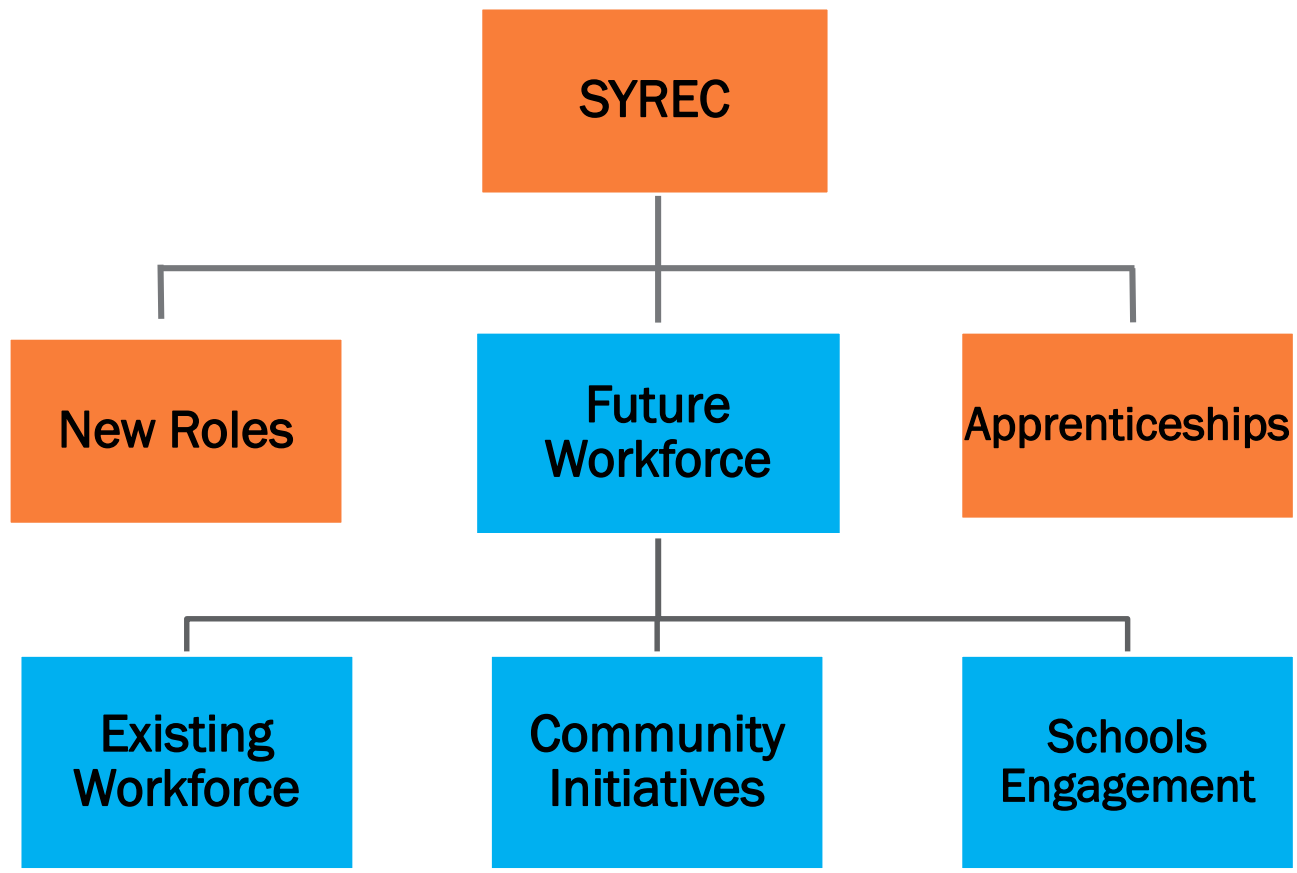 SYREC
New Roles
Future
Workforce
Apprenticeships
Existing
Workforce
Community
Initiatives
Schools
Engagement